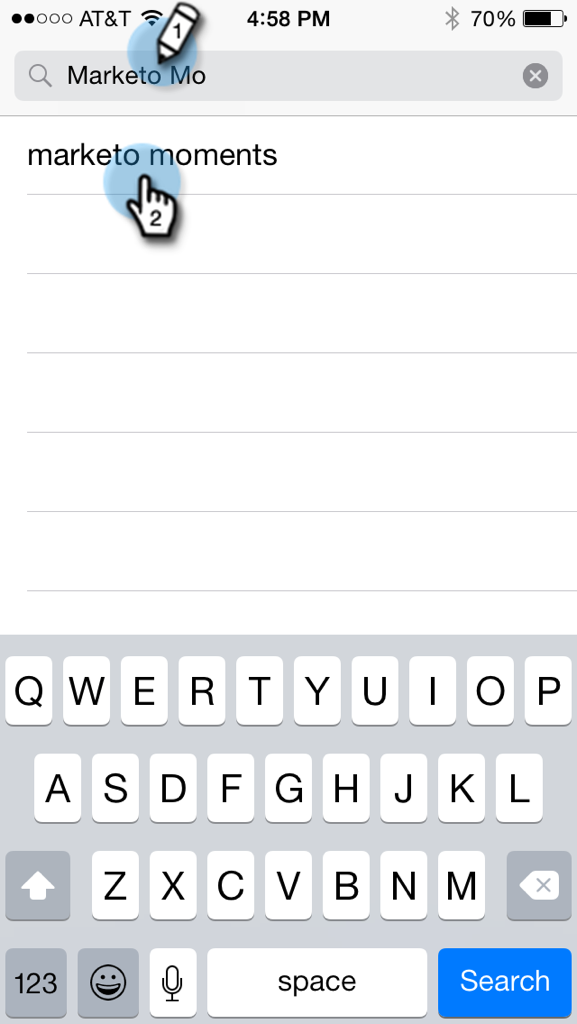 AT&T 4:58 PM 70%
1
Marketo Mo
marketo moments
2
Q W E R T Y U I O P
A S D F G H J K L
Z X C V B N M
123 space Search